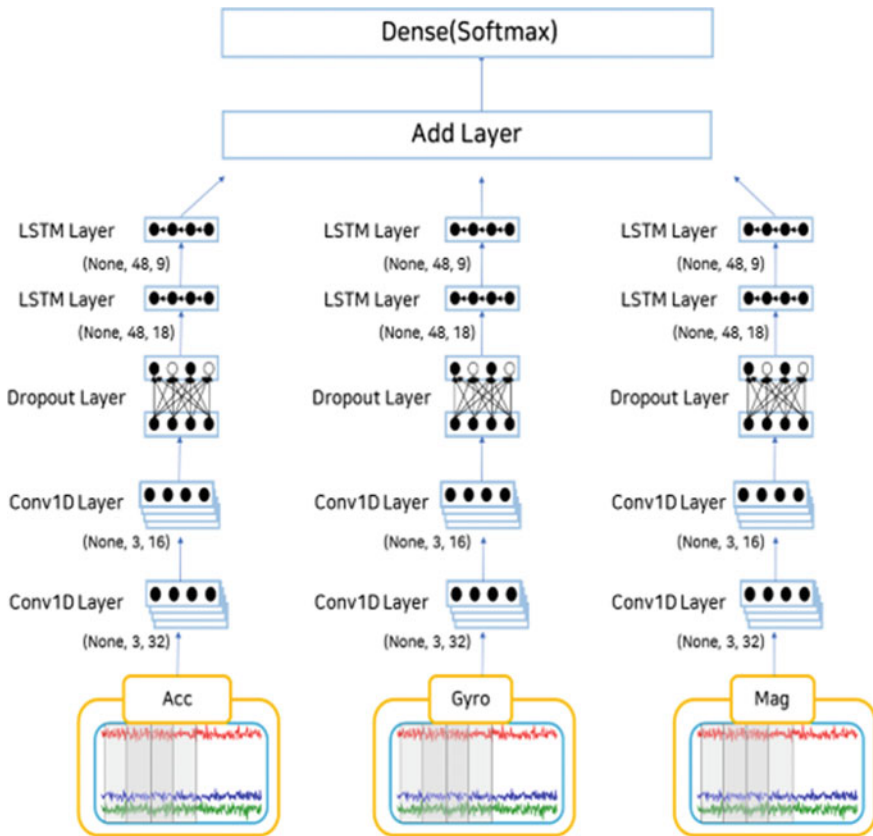 Dense(Softmax)
Add Layer
LSTM Layer
LSTM Layer
LSTM Layer
(None, 48, 9)
(None, 48, 9)
(None, 48, 9)
LSTM Layer
LSTM Layer
LSTM Layer
(None, 48, 18)
(None, 48, 18)
(None, 48, 18)
Dropout Layer
Dropout Layer
Dropout Layer
Conv1D Layer
Conv1D Layer
Conv1D Layer
(None, 3, 16)
(None, 3, 16)
(None, 3, 16)
Conv1D Layer
Conv1D Layer
Conv1D Layer
(None, 3, 32)
(None, 3, 32)
(None, 3, 32)
Acc
Gyro
Mag